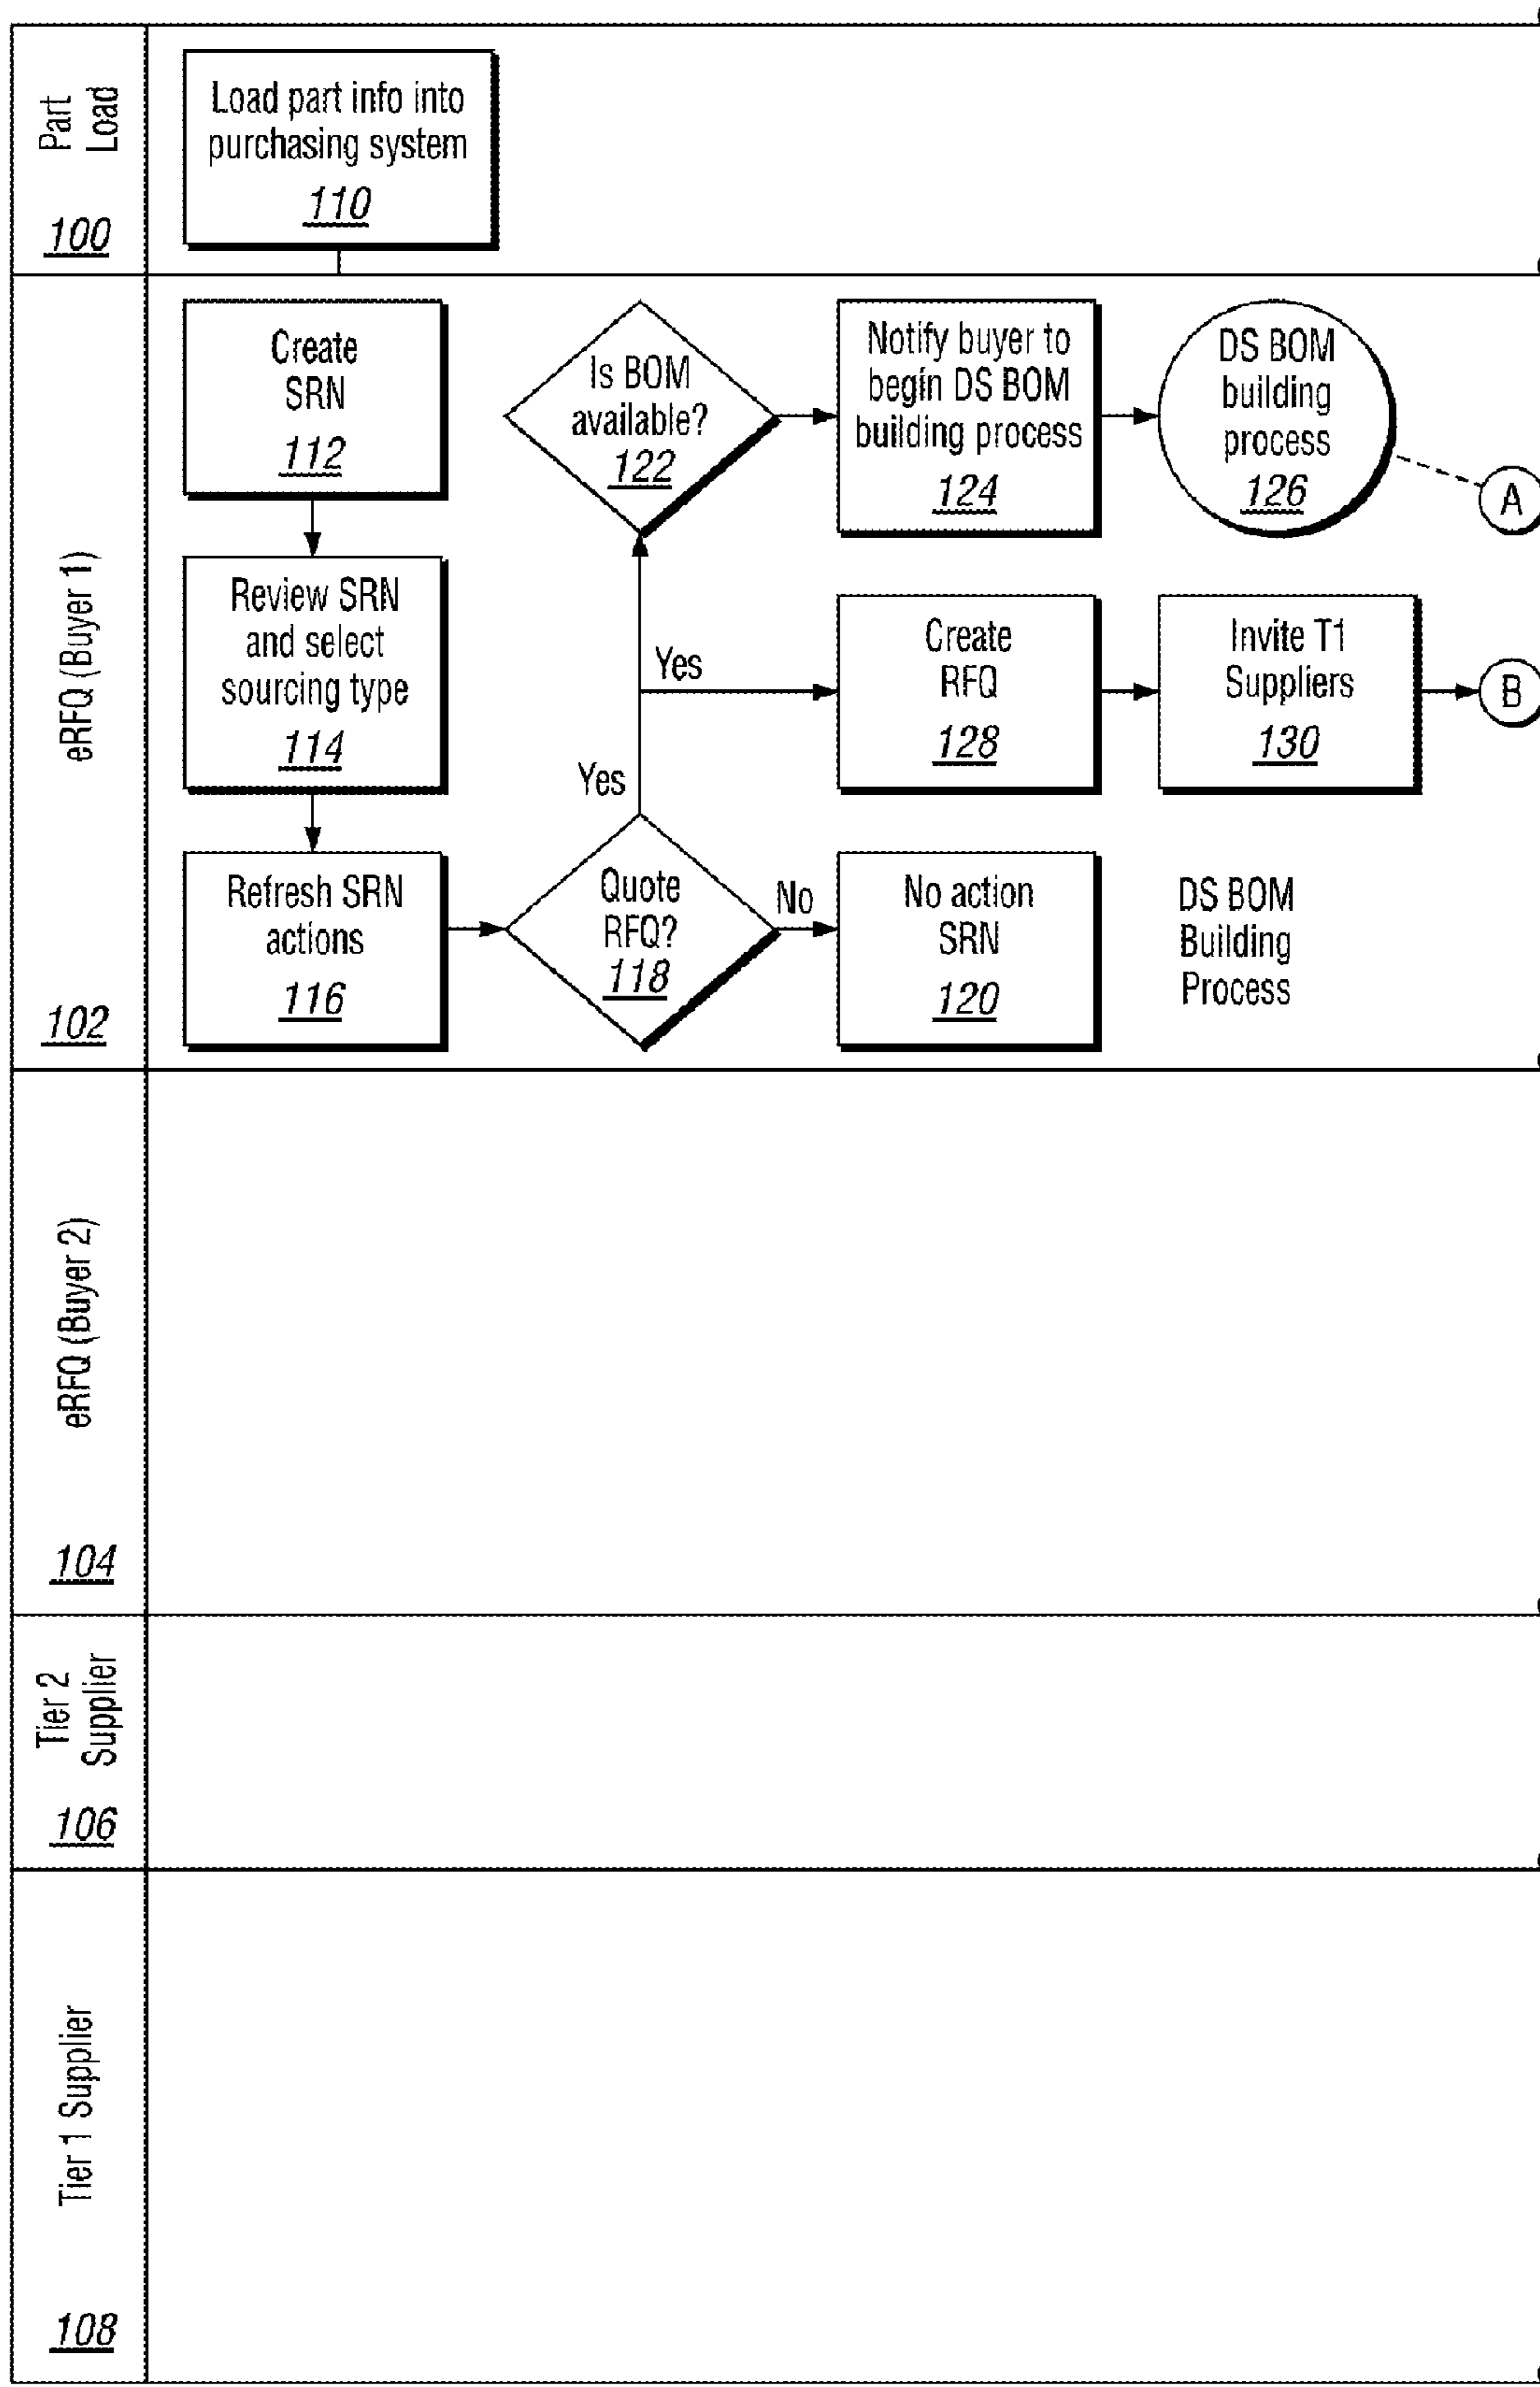 Part
Load
100
Load part info into
purchasing system
110
eRFQ (Buyer 1)
102
Create
SRN
112
Review SRN
and select
sourcing type
114
Refresh SRN
actions
116
Is BOM
available?
122
Yes
Yes
Quote
RFQ?
118
No
Notify buyer to
begin DS BOM
building process
124
DS BOM
building
process
126
A
Create
RFQ
128
Invite T1
Suppliers
130
B
No action
SRN
120
DS BOM
Building
Process
eRFQ (Buyer 2)
104
Tier 2
Supplier
106
Tier 1 Supplier
108